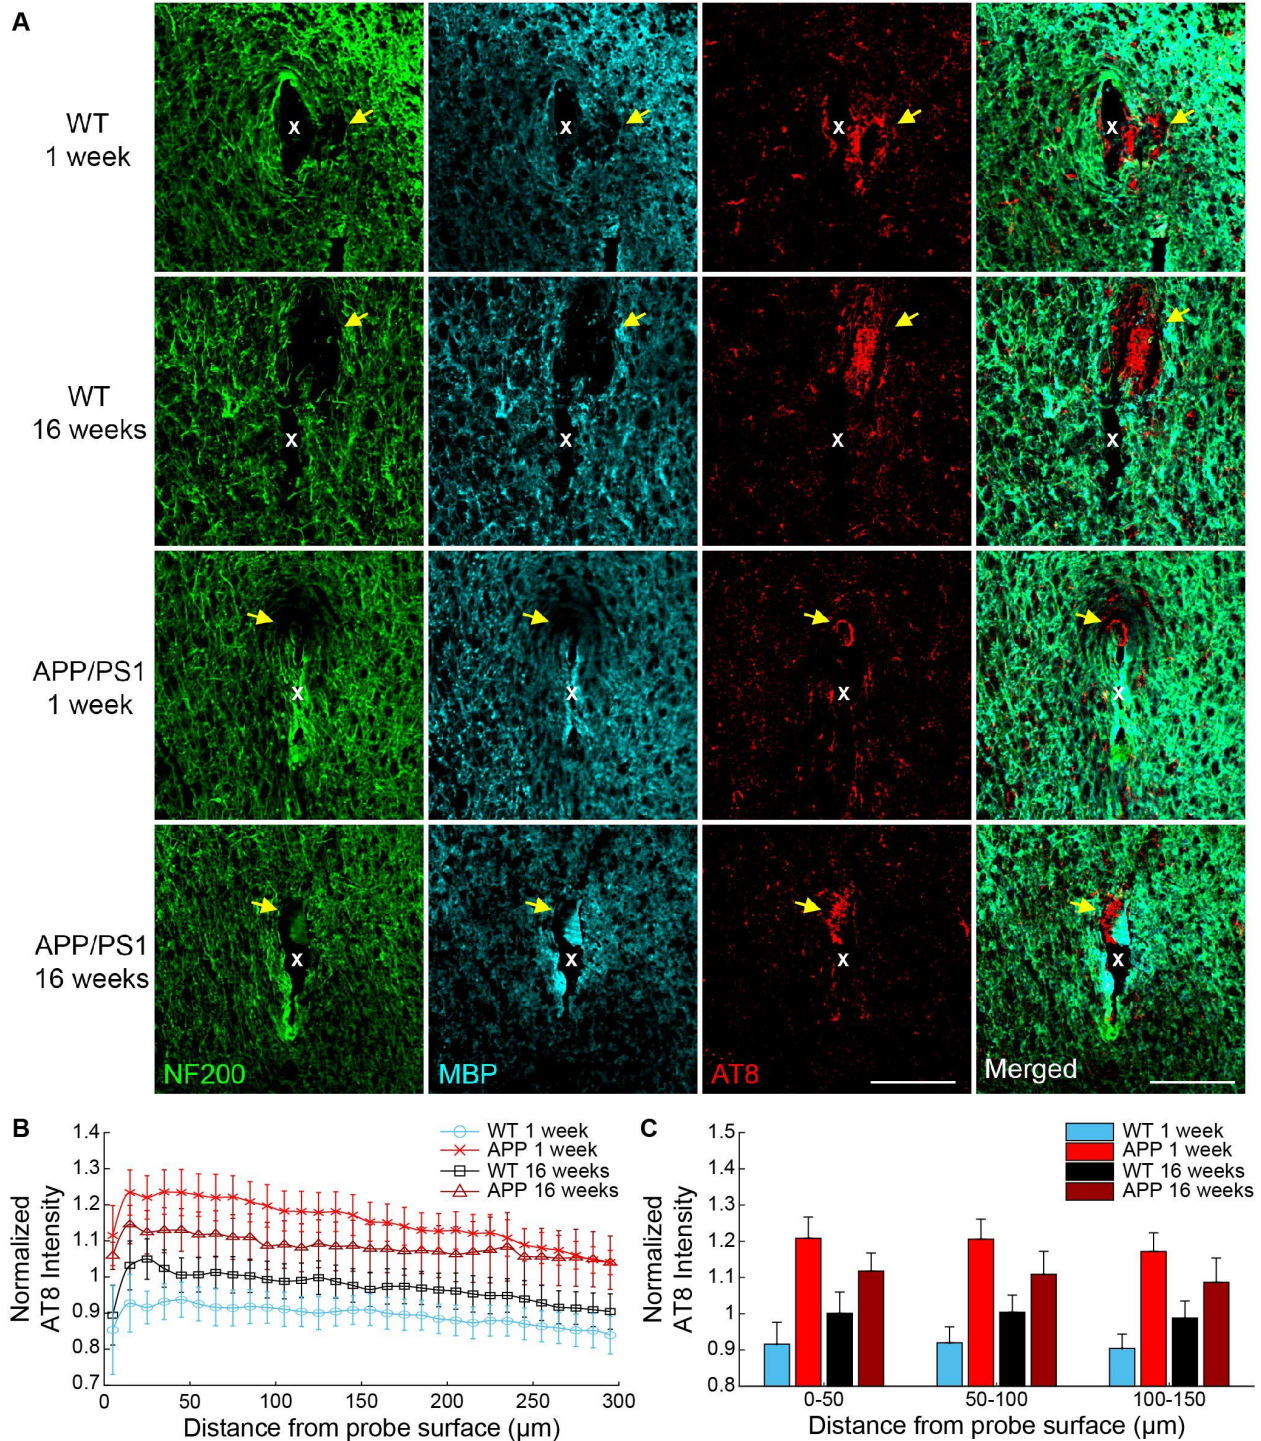 A
WT
1 week
X
X
X
X
WT
16 weeks
X
X
X
X
APP/PS1
1 week
X
X
X
X
APP/PS1
16 weeks
X
X
X
X
NF200
MBP
AT8
Merged
B
Normalized
AT8 Intensity
1.4
1.3
1.2
1.1
1
0.9
0.8
0.7
0
50
100
150
200
250
300
Distance from probe surface (µm)
WT 1 week
APP 1 week
WT 16 weeks
APP 16 weeks
C
Normalized
AT8 Intensity
1.5
1.4
1.3
1.2
1.1
1
0.9
0.8
0-50
50-100
100-150
Distance from probe surface (µm)
WT 1 week
APP 1 week
WT 16 weeks
APP 16 weeks